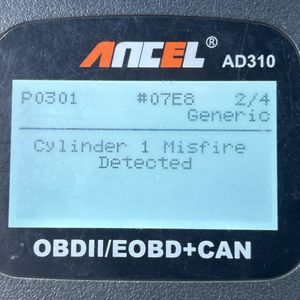 ANCEL®
AD310
P0301 #07E8 2/4
Generic
Cylinder 1 Misfire
Detected
OBDII/EOBD+CAN